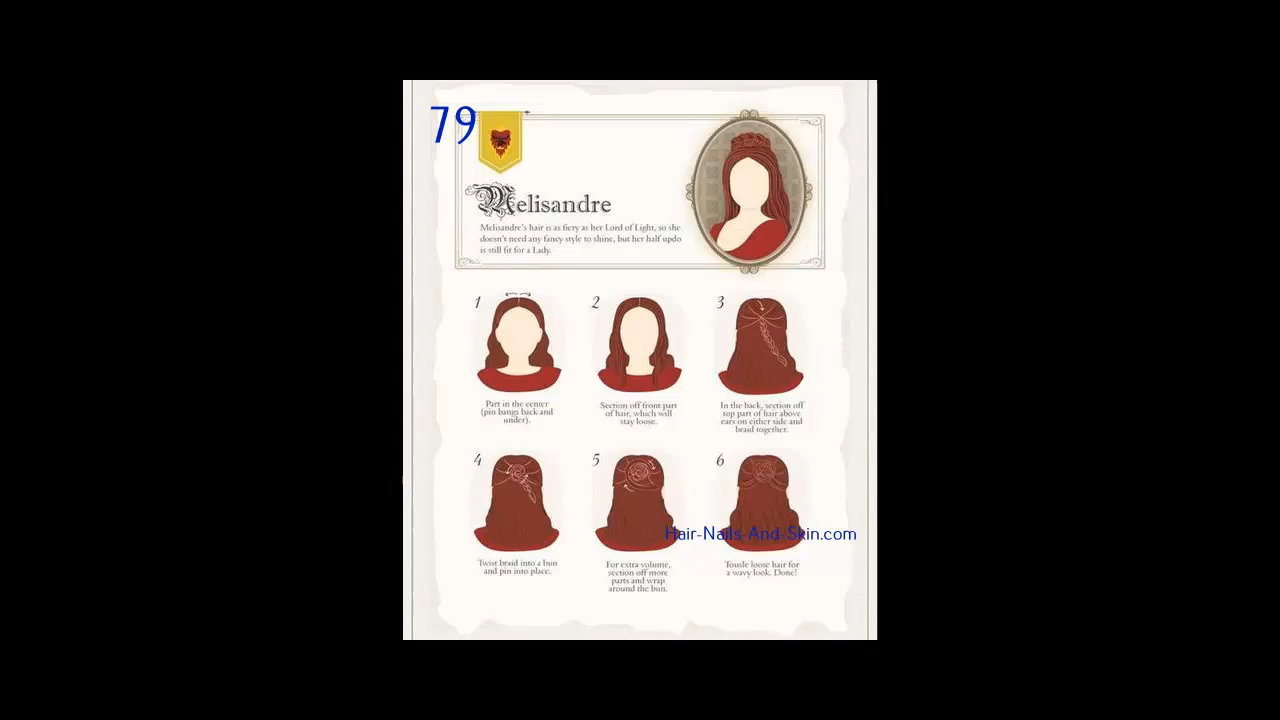 79
Melisandre
Melisandre's hair is as fiery as her Lord of Light, so she
doesn't need any fancy style to shine, but her half updo
is still fit for a Lady.
1
2
3
Part in the center
(pin bangs back and
under).
Section off front part
of hair, which will
stay loose.
In the back, section off
top part of hair above
ears on either side and
braid together.
4
5
6
Hair-Nails-And-Skin.com
Twist braid into a bun
and pin into place.
For extra volume,
section off more
parts and wrap
around the bun.
Tousle loose hair for
a wavy look. Done!